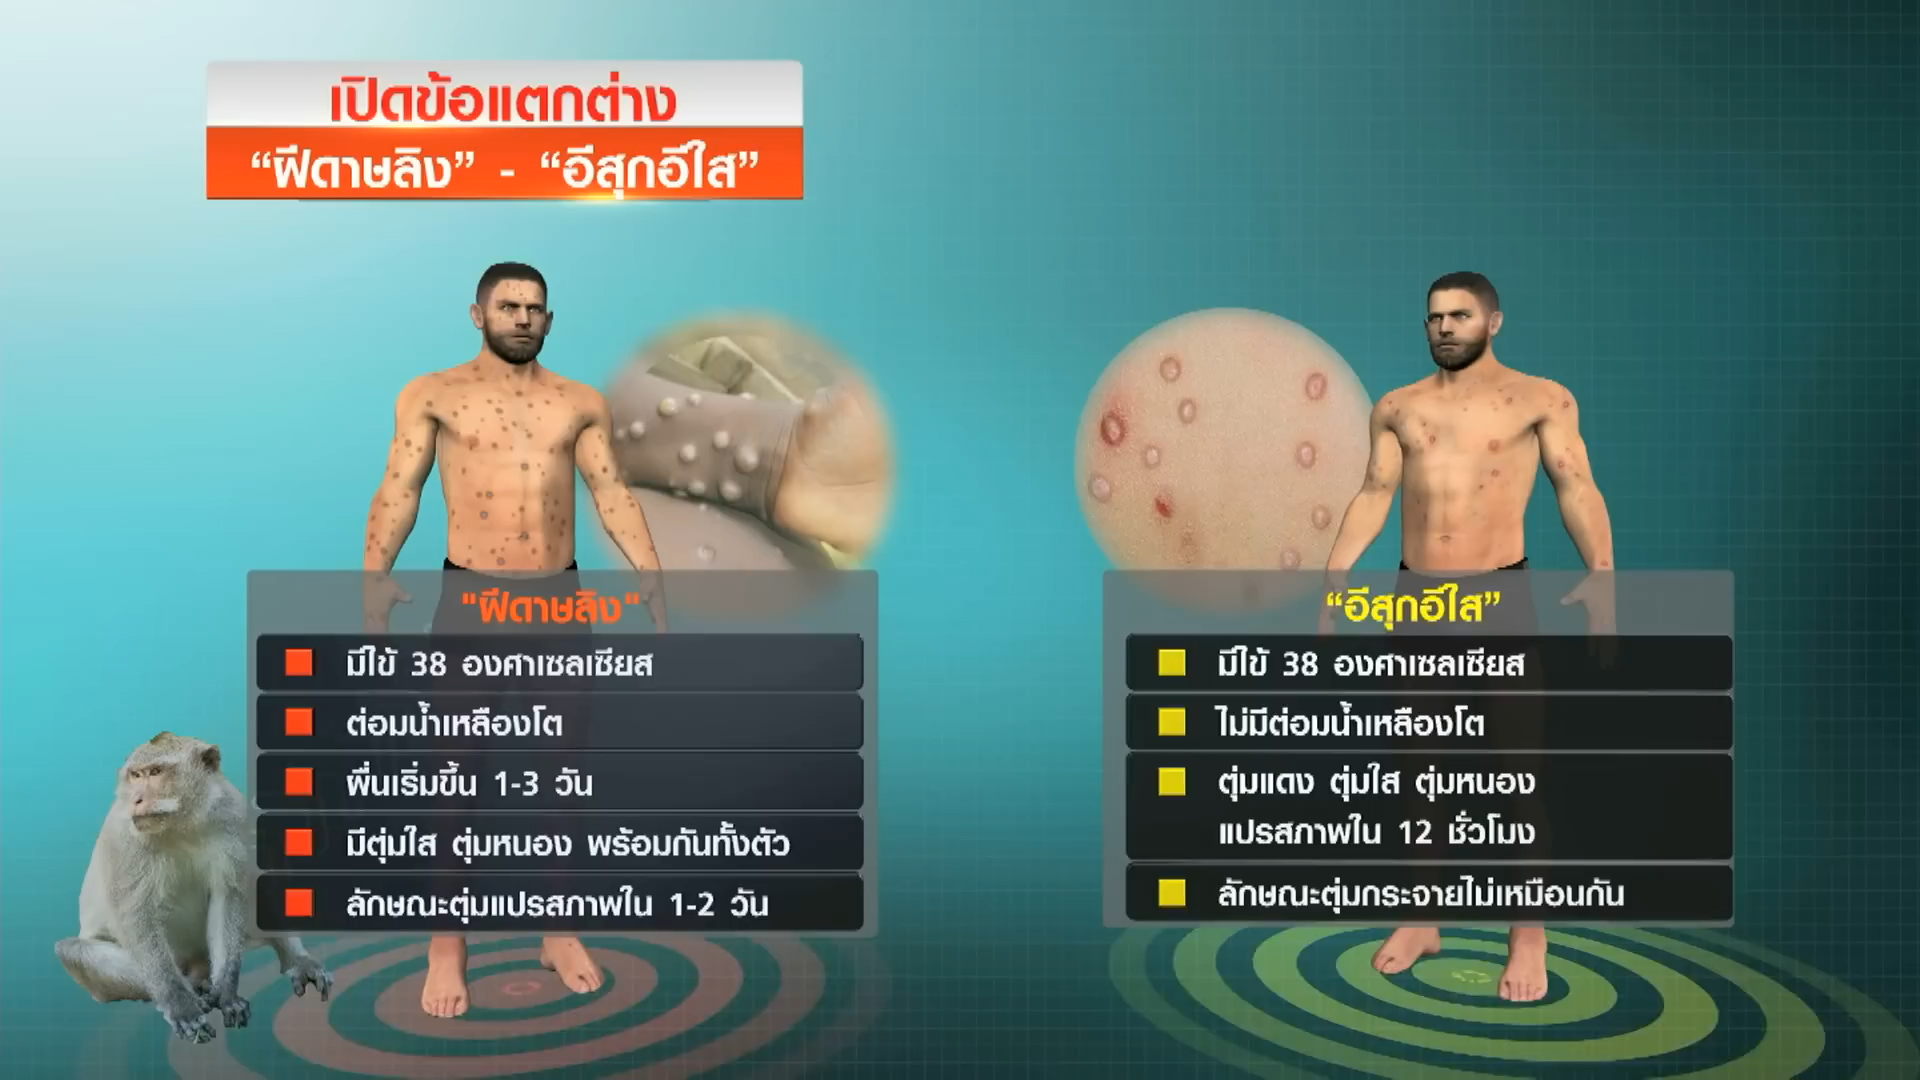 เปิดข้อแตกต่าง
“ฝีดาษลิง” - “อีสุกอีใส”
"ฝีดาษลิง"
มีไข้ 38 องศาเซลเซียส
ต่อมน้ำเหลืองโต
ผื่นเริ่มขึ้น 1-3 วัน
มีตุ่มใส ตุ่มหนอง พร้อมกันทั้งตัว
ลักษณะตุ่มแปรสภาพใน 1-2 วัน
“อีสุกอีใส”
มีไข้ 38 องศาเซลเซียส
ไม่มีต่อมน้ำเหลืองโต
ตุ่มแดง ตุ่มใส ตุ่มหนอง
แปรสภาพใน 12 ชั่วโมง
ลักษณะตุ่มกระจายไม่เหมือนกัน